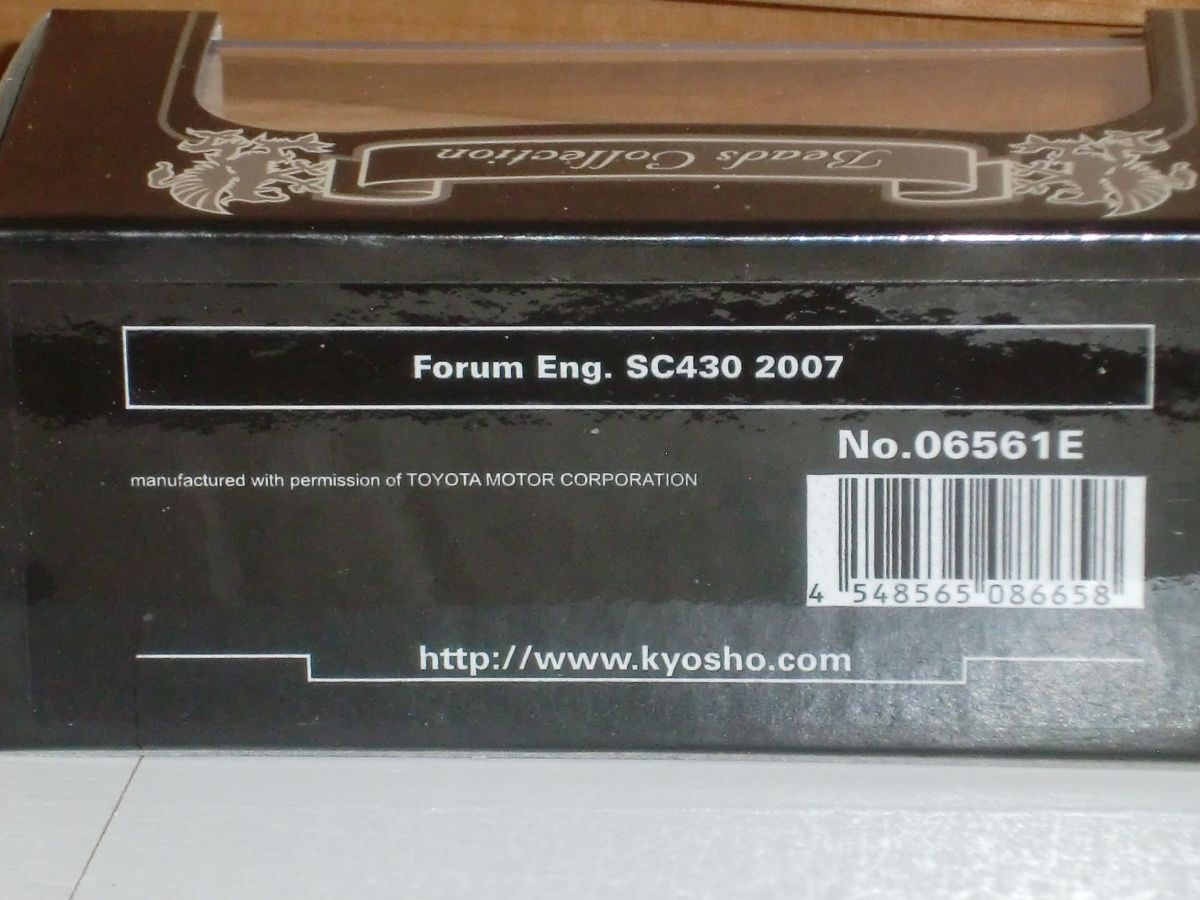 Beads Collection
Forum Eng. SC430 2007
No.06561E
manufactured with permission of TOYOTA MOTOR CORPORATION
4 548565 086658
http://www.kyosho.com